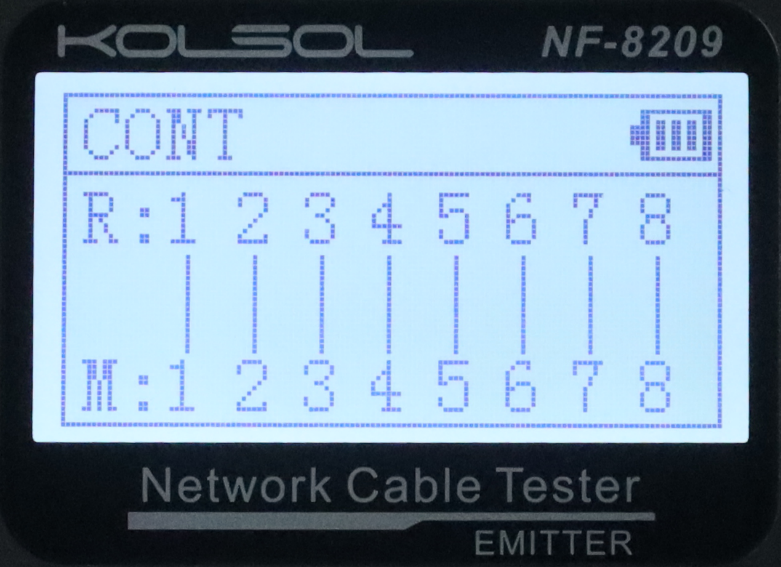 KOLSOL NF-8209
CONT
R:1 2 3 4 5 6 7 8
M:1 2 3 4 5 6 7 8
Network Cable Tester
EMITTER